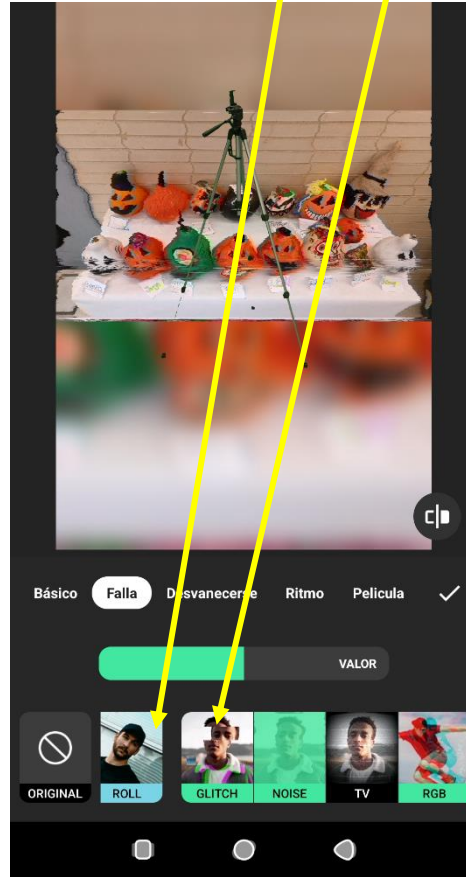 Básico Falla Desvanecerse Ritmo Pelicula
VALOR
ORIGINAL ROLL GLITCH NOISE TV RGB